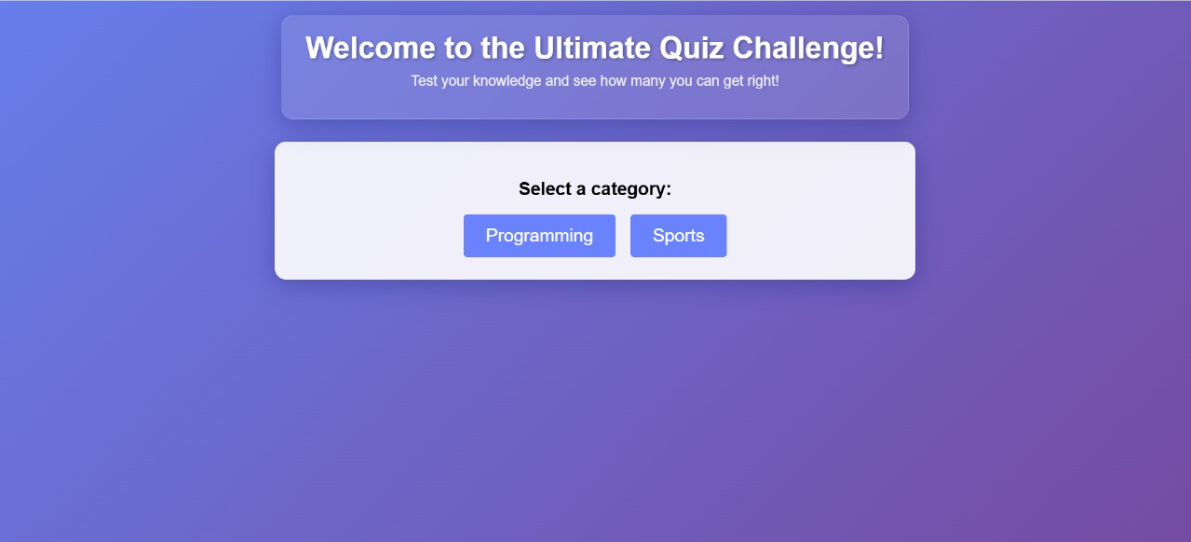 Welcome to the Ultimate Quiz Challenge!
Test your knowledge and see how many you can get right!
Select a category:
Programming Sports